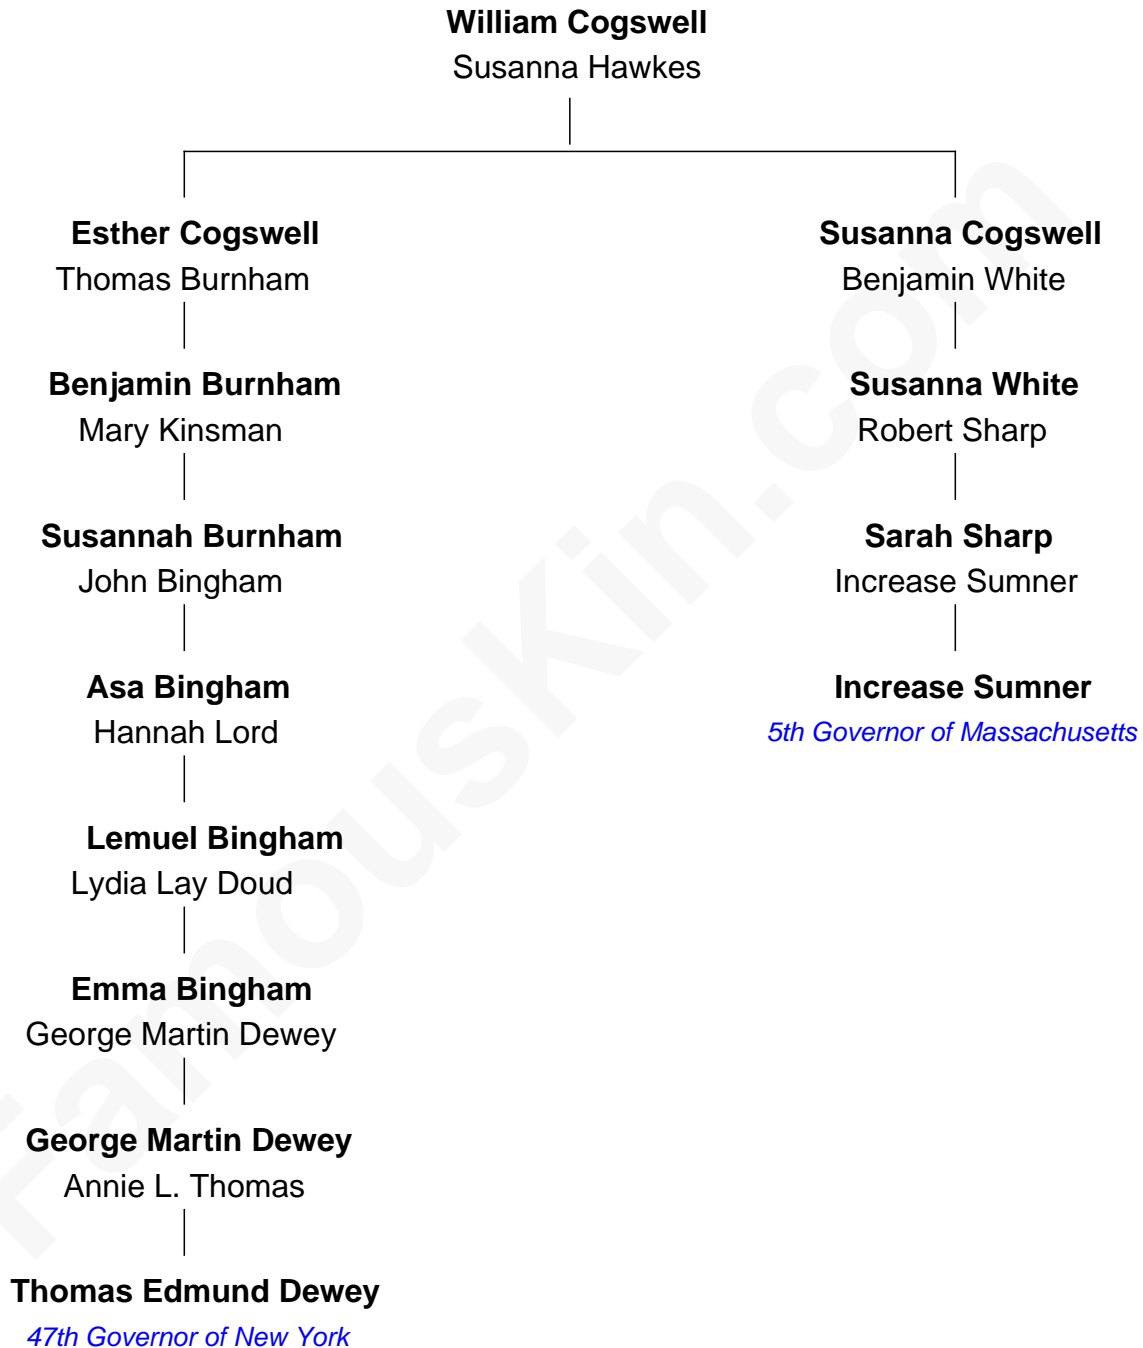 William Cogswell
Susanna Hawkes
Esther Cogswell
Thomas Burnham
Susanna Cogswell
Benjamin White
Benjamin Burnham
Mary Kinsman
Susanna White
Robert Sharp
Susannah Burnham
John Bingham
Sarah Sharp
Increase Sumner
Asa Bingham
Hannah Lord
Increase Sumner
5th Governor of Massachusetts
Lemuel Bingham
Lydia Lay Doud
Emma Bingham
George Martin Dewey
George Martin Dewey
Annie L. Thomas
Thomas Edmund Dewey
47th Governor of New York
FamousKin.com